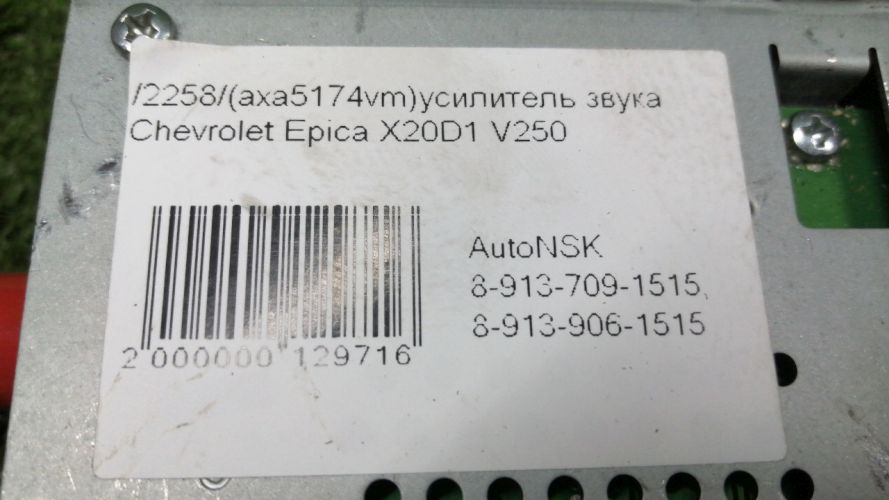 /2258/(axa5174vm)усилитель звука
Chevrolet Epica X20D1 V250
AutoNSK
8-913-709-1515,
8-913-906-1515
2 000000 129716